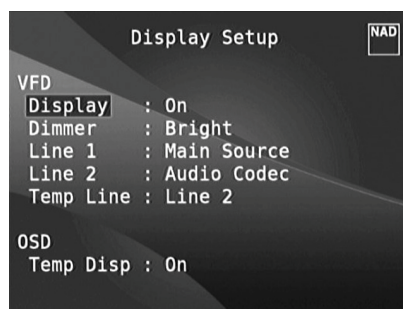 Display Setup
NAD
VFD
Display : On
Dimmer : Bright
Line 1 : Main Source
Line 2 : Audio Codec
Temp Line : Line 2
OSD
Temp Disp : On